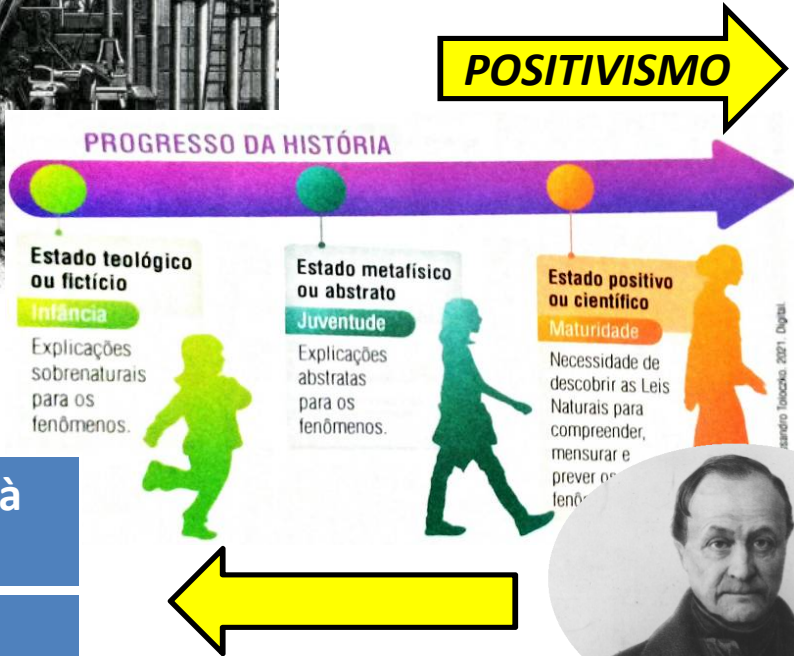 POSITIVISMO
PROGRESSO DA HISTÓRIA
Estado teológico
ou fictício
Infância
Explicações
sobrenaturais
para os
fenômenos.
Estado metafísico
ou abstrato
Juventude
Explicações
abstratas
para os
fenômenos.
Estado positivo
ou científico
Maturidade
Necessidade de
descobrir as Leis
Naturais para
compreender,
mensurar e
prever
à
2021. Digital.